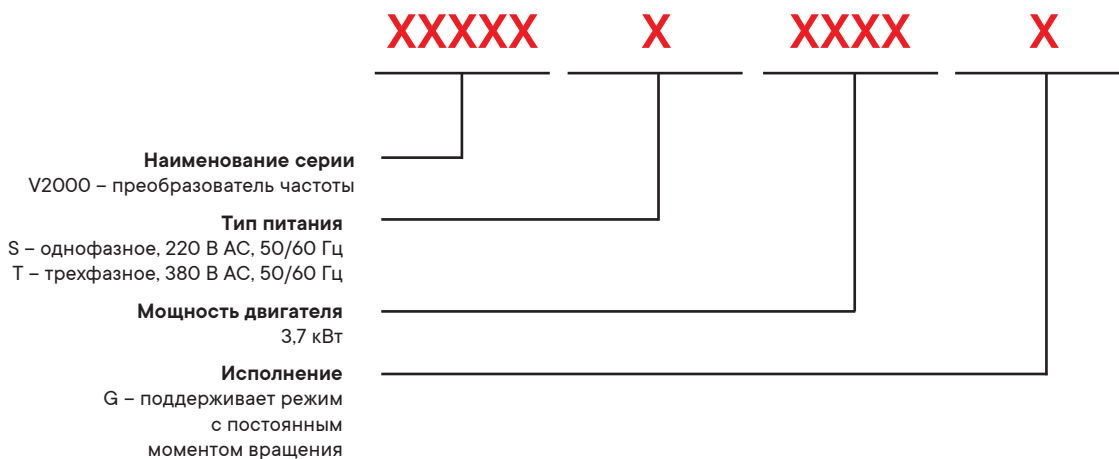 XXXXX X XXXX X
Наименование серии
V2000 – преобразователь частоты
Тип питания
S – однофазное, 220 В АС, 50/60 Гц
T – трехфазное, 380 В АС, 50/60 Гц
Мощность двигателя
3,7 кВт
Исполнение
G – поддерживает режим
с постоянным
моментом вращения